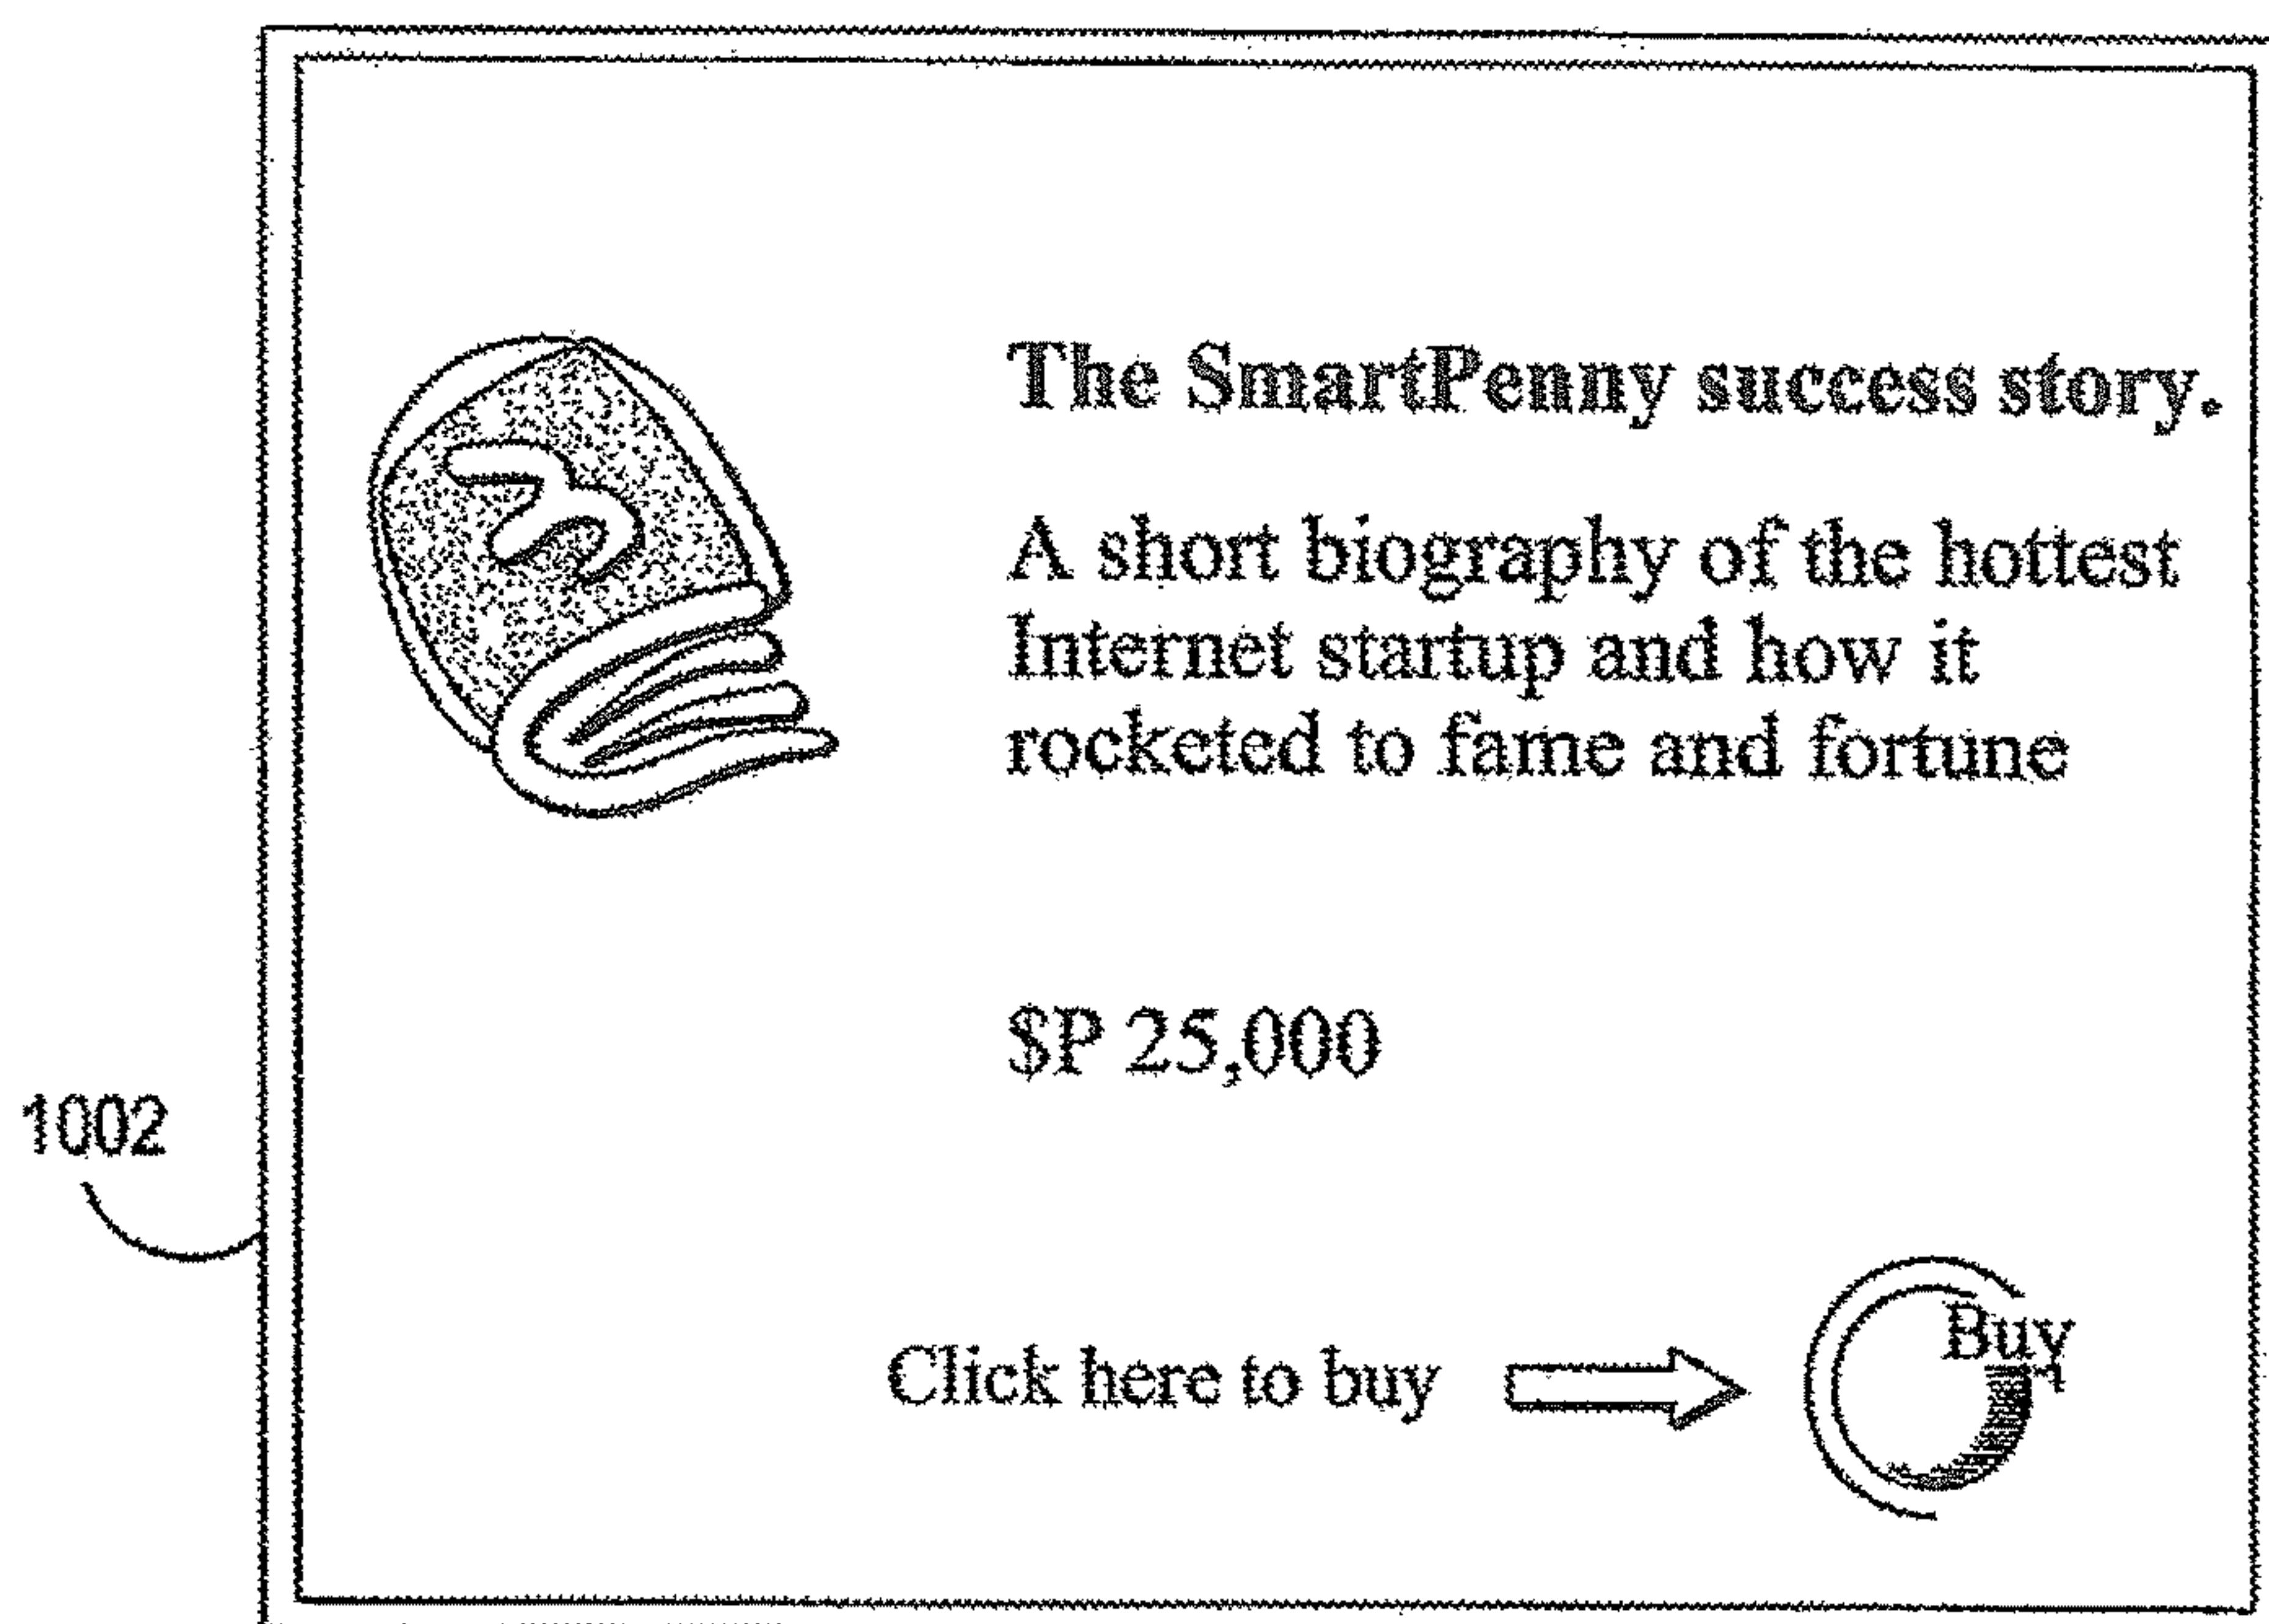 The SmartPenny success story.
A short biography of the hottest
Internet startup and how it
rocketed to fame and fortune
$P 25,000
1002
Click here to buy
Buy